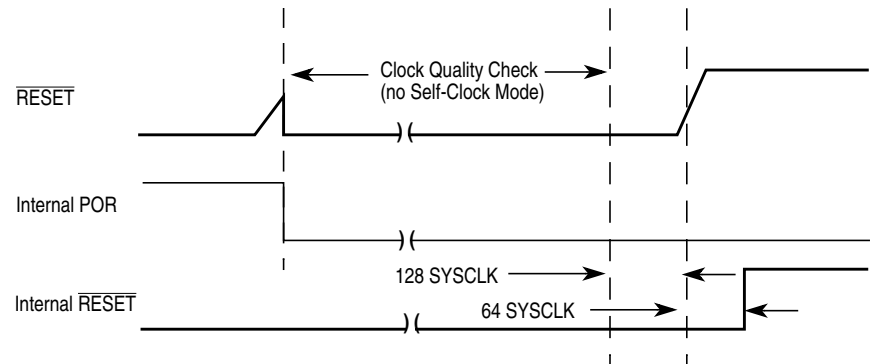 Clock Quality Check
(no Self-Clock Mode)
RESET
Internal POR
128 SYSCLK
64 SYSCLK
Internal RESET